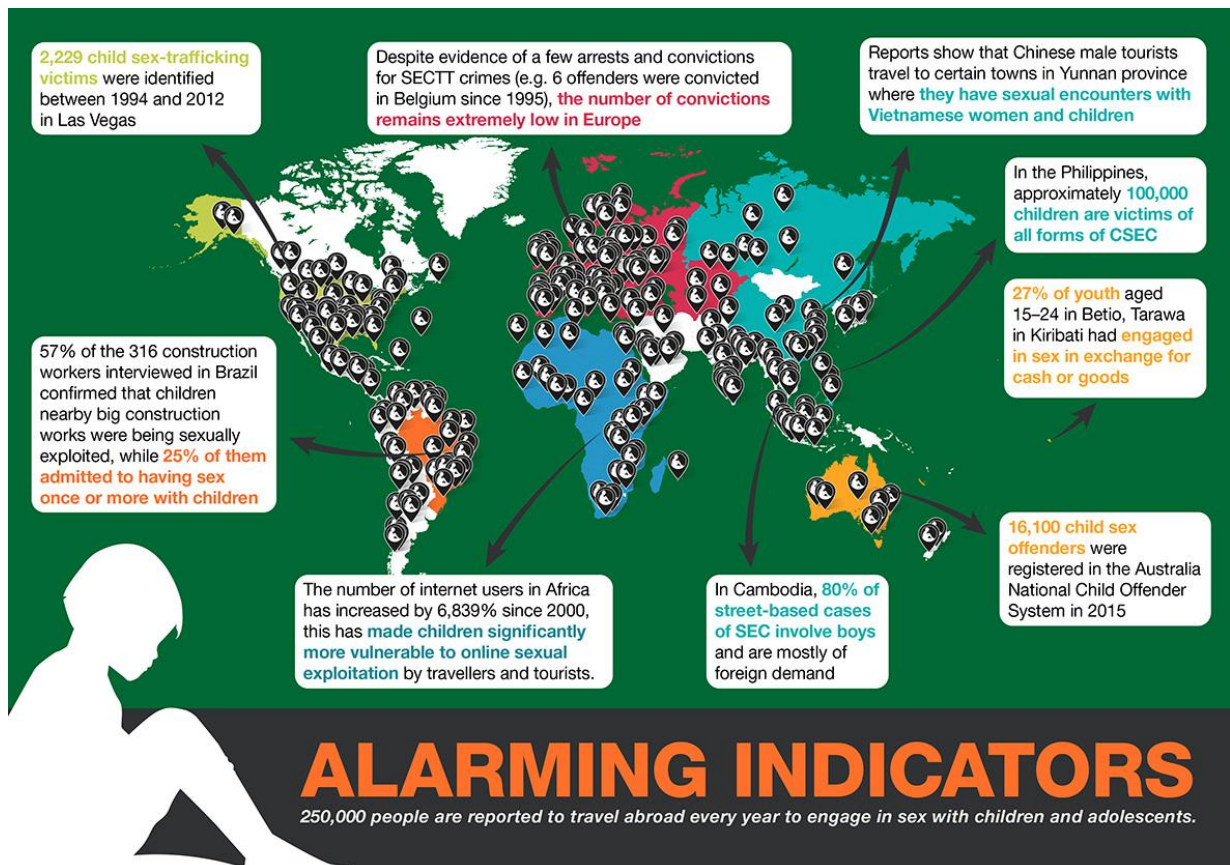 2,229 child sex-trafficking
victims were identified
between 1994 and 2012
in Las Vegas
Despite evidence of a few arrests and convictions
for SECTT crimes (e.g. 6 offenders were convicted
in Belgium since 1995), the number of convictions
remains extremely low in Europe
Reports show that Chinese male tourists
travel to certain towns in Yunnan province
where they have sexual encounters with
Vietnamese women and children
In the Philippines,
approximately 100,000
children are victims of
all forms of CSEC
27% of youth aged
15–24 in Betio, Tarawa
in Kiribati had engaged
in sex in exchange for
cash or goods
57% of the 316 construction
workers interviewed in Brazil
confirmed that children
nearby big construction
works were being sexually
exploited, while 25% of them
admitted to having sex
once or more with children
16,100 child sex
offenders were
registered in the Australia
National Child Offender
System in 2015
The number of internet users in Africa
has increased by 6,839% since 2000,
this has made children significantly
more vulnerable to online sexual
exploitation by travellers and tourists.
In Cambodia, 80% of
street-based cases
of SEC involve boys
and are mostly of
foreign demand
ALARMING INDICATORS
250,000 people are reported to travel abroad every year to engage in sex with children and adolescents.